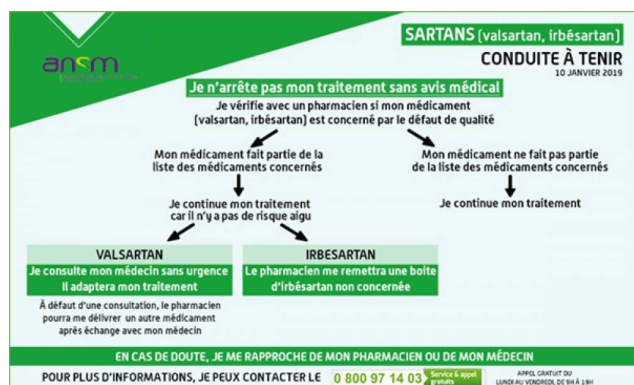 ansm
SARTANS (valsartan, irbésartan)
CONDUITE À TENIR
10 JANVIER 2019
Je n'arrête pas mon traitement sans avis médical
Je vérifie avec un pharmacien si mon médicament
(valsartan, irbésartan) est concerné par le défaut de qualité
Mon médicament fait partie de la
liste des médicaments concernés
Mon médicament ne fait pas partie
de la liste des médicaments concernés
Je continue mon traitement
car il n'y a pas de risque aigu
Je continue mon traitement
VALSARTAN
Je consulte mon médecin sans urgence
Il adaptera mon traitement
À défaut d'une consultation, le pharmacien
pourra me délivrer un autre médicament
après échange avec mon médecin
IRBESARTAN
Le pharmacien me remettra une boite
d'irbésartan non concernée
EN CAS DE DOUTE, JE ME RAPPROCHE DE MON PHARMACIEN OU DE MON MÉDECIN
POUR PLUS D'INFORMATIONS, JE PEUX CONTACTER LE
0 800 97 14 03
Service & appel
gratuits
APPEL GRATUIT DU
LUNDI AU VENDREDI, DE 9H À 19H